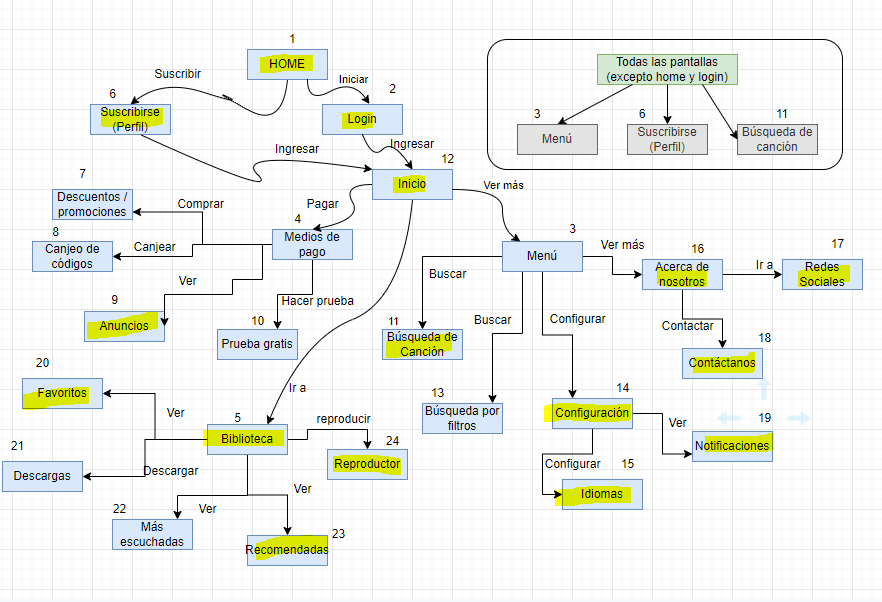 1
HOME
Suscribir
Iniciar
6
2
Suscribirse
(Perfil)
Login
Ingresar
Ingresar
12
Inicio
Todas las pantallas
(excepto home y login)
3
6
11
Menú
Suscribirse
(Perfil)
Búsqueda de
canción
7
Descuentos /
promociones
Comprar
Pagar
Ver más
8
Canjeo de
códigos
Canjear
4
Medios de
pago
3
Menú
Ver más
16
Acerca de
nosotros
Ir a
17
Redes
Sociales
Ver
Buscar
9
Anuncios
Hacer prueba
10
Prueba gratis
11
Búsqueda de
Canción
Buscar
Configurar
Contactar
18
Contáctanos
20
Favoritos
Ver
Ir a
13
Búsqueda por
filtros
14
Configuración
Ver
19
Notificaciones
5
Biblioteca
reproducir
24
Reproductor
21
Descargas
Descargar
Configurar
15
Idiomas
22
Más
escuchadas
Ver
Ver
23
Recomendadas